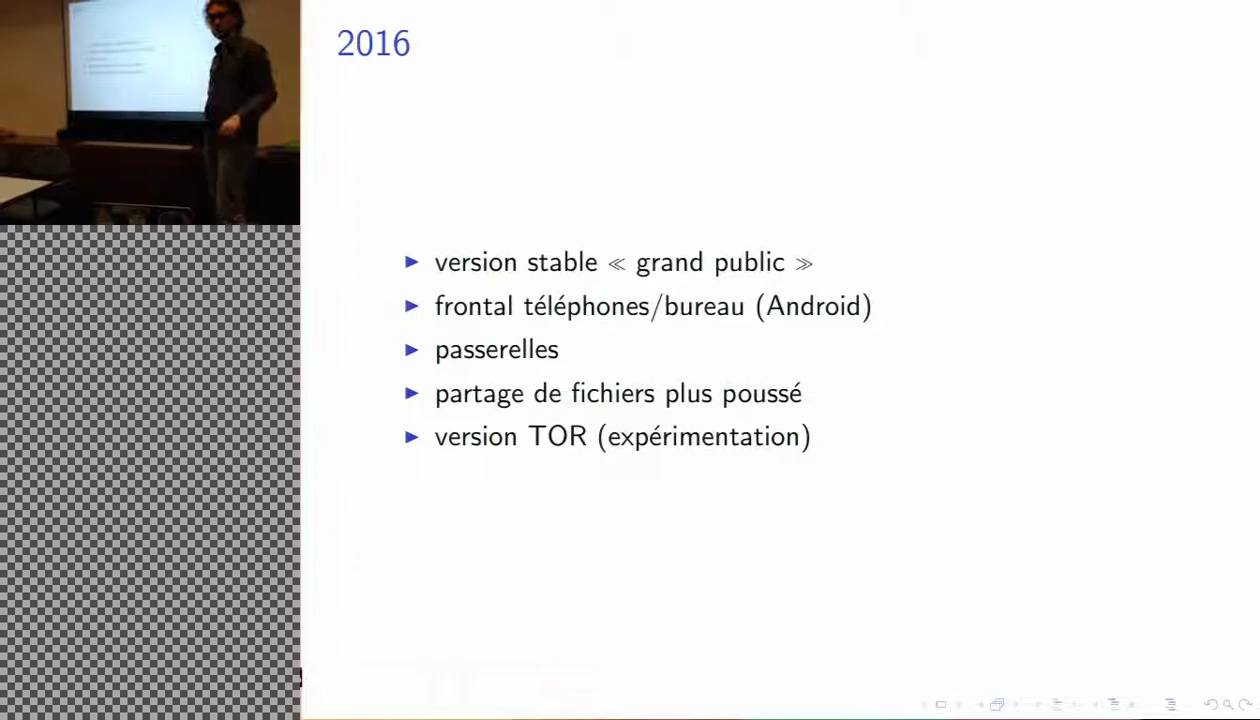 2016
version stable « grand public »
frontal téléphones/bureau (Android)
passerelles
partage de fichiers plus poussé
version TOR (expérimentation)